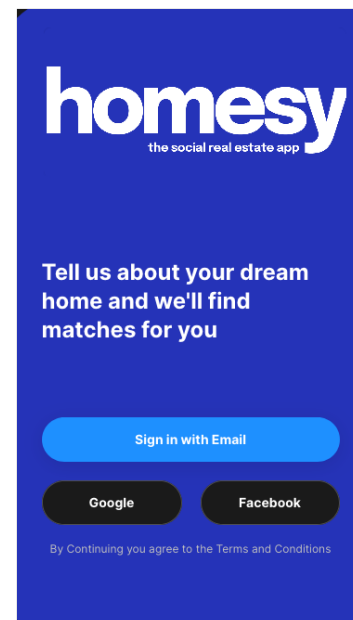 homesy
the social real estate app
Tell us about your dream
home and we'll find
matches for you
Sign in with Email
Google
Facebook
By Continuing you agree to the Terms and Conditions